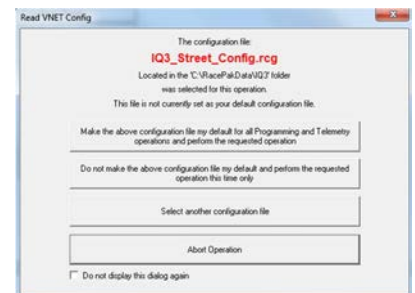 Read VNET Config
The configuration file:
IQ3_Street_Config.rcg
Located in the 'C:\RacePakData\IQ3' folder
was selected for this operation.
This file is not currently set as your default configuration file.
Make the above configuration file my default for all Programming and Telemetry
operations and perform the requested operation
Do not make the above configuration file my default and perform the requested
operation this time only
Select another configuration file
Abort Operation
Do not display this dialog again